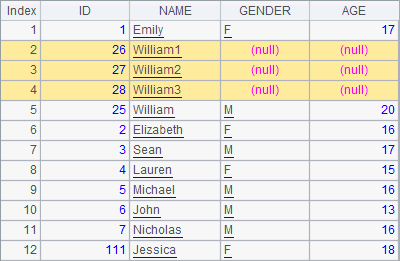 Index ID NAME GENDER AGE
1 1 Emily F 17
2 26 William1 (null) (null)
3 27 William2 (null) (null)
4 28 William3 (null) (null)
5 25 William M 20
6 2 Elizabeth F 16
7 3 Sean M 17
8 4 Lauren F 15
9 5 Michael M 16
10 6 John M 13
11 7 Nicholas M 16
12 111 Jessica F 18